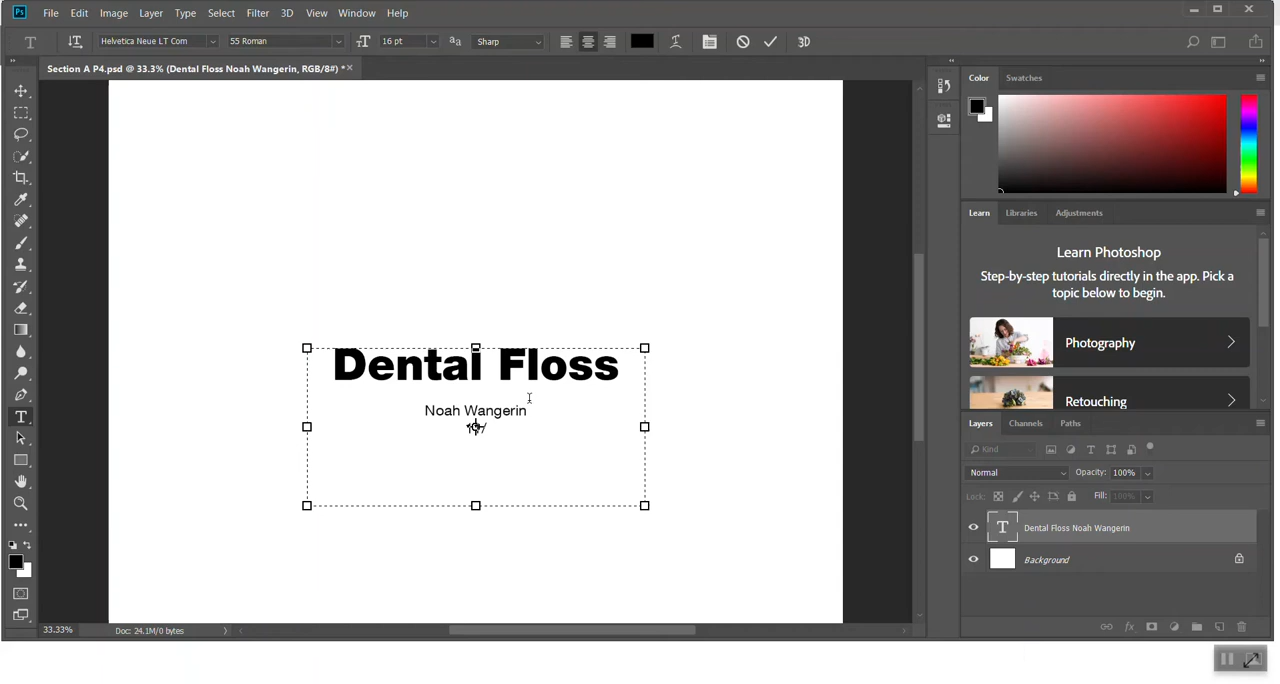 Ps File Edit Image Layer Type Select Filter 3D View Window Help
T Helvetica Neue LT Com 55 Roman 16 pt Sharp 3D
Section A P4.psd @ 33.3% (Dental Floss Noah Wangerin, RGB/8#) * ×
Color Swatches
Learn Libraries Adjustments
Learn Photoshop
Step-by-step tutorials directly in the app. Pick a
topic below to begin.
Photography
Retouching
Dental Floss
Noah Wangerin
Layers Channels Paths
Kind
Normal Opacity: 100%
Lock: Fill: 100%
T Dental Floss Noah Wangerin
Background
33.33% Doc: 24.1M/0 bytes